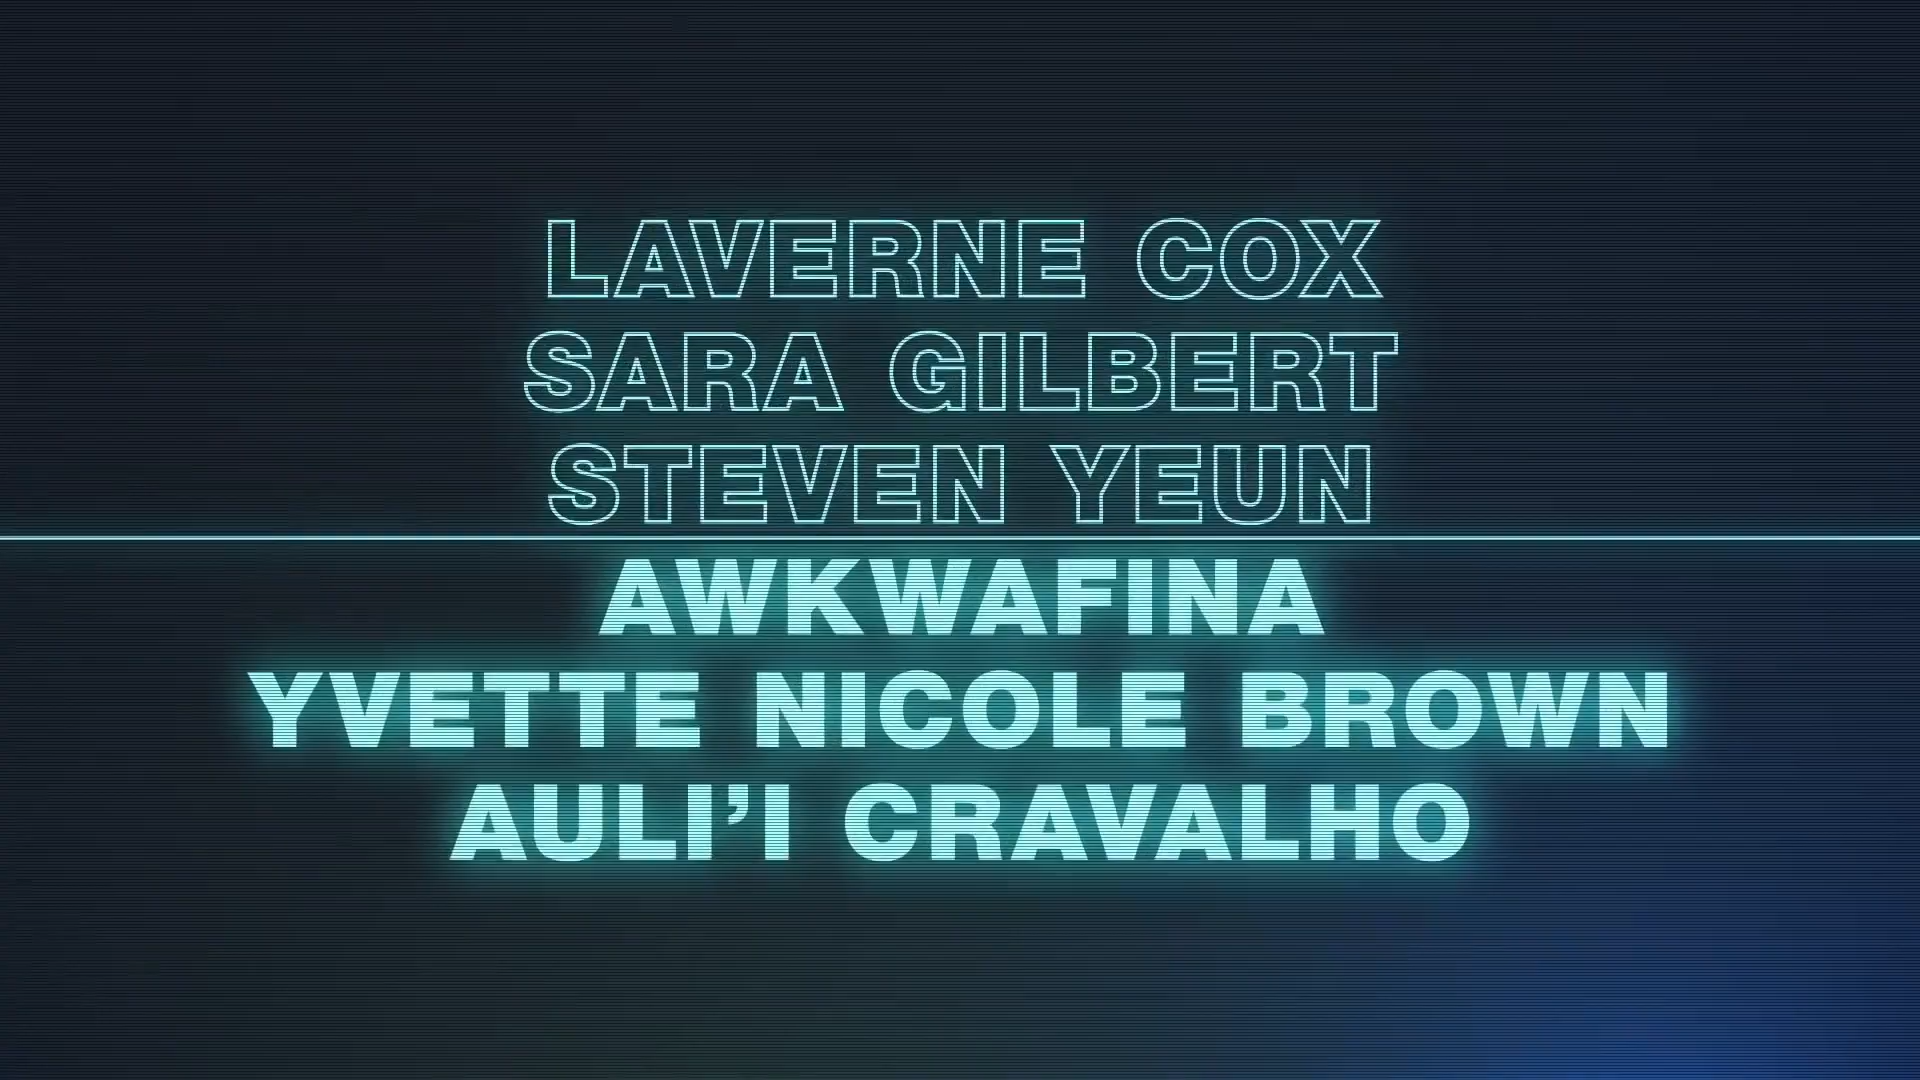 LAVERNE COX
SARA GILBERT
STEVEN YEUN
AWKWAFINA
YVETTE NICOLE BROWN
AULI’I CRAVALHO